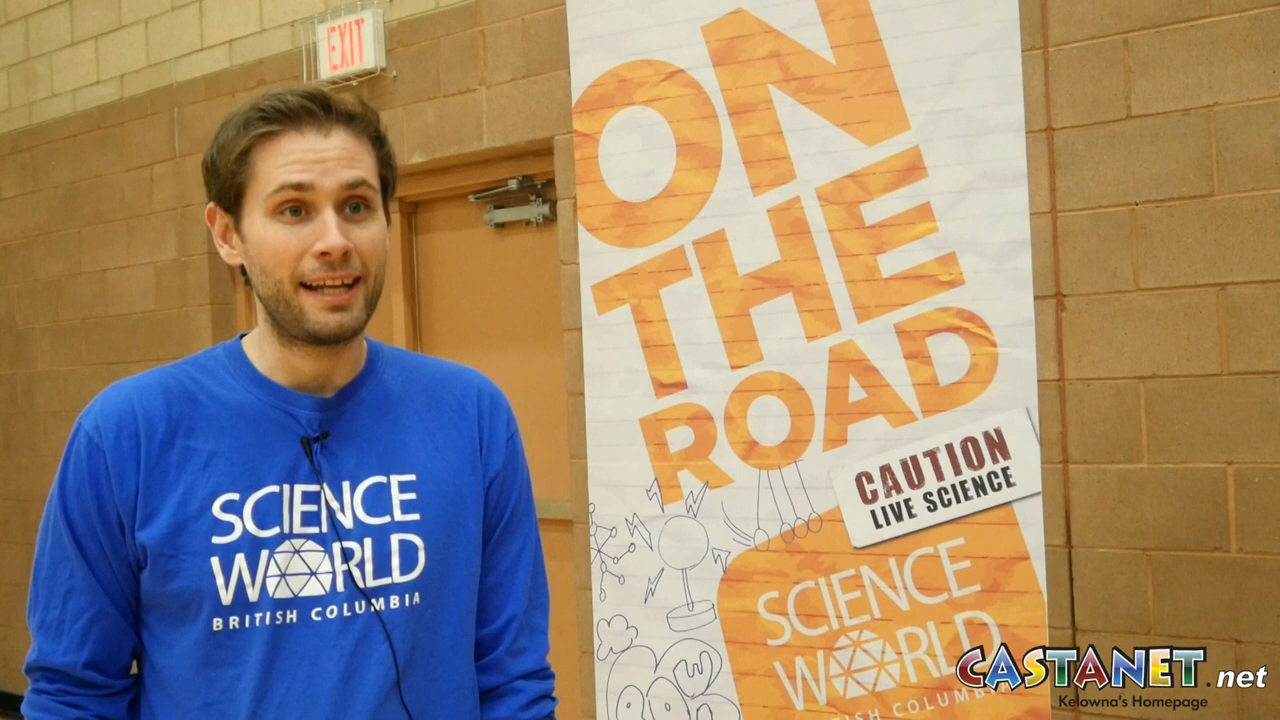 EXIT
ON
THE
ROAD
CAUTION
LIVE SCIENCE
SCIENCE
WORLD
BRITISH COLUMBIA
SCIENCE
WORLD
CASTANET.net
Kelowna's Homepage